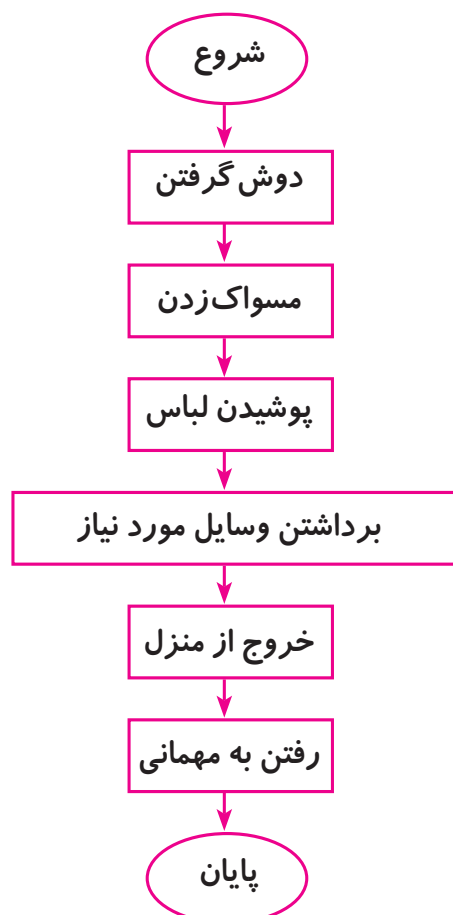 شروع
دوش گرفتن
مسواک زدن
پوشیدن لباس
برداشتن وسایل مورد نیاز
خروج از منزل
رفتن به مهمانی
پایان